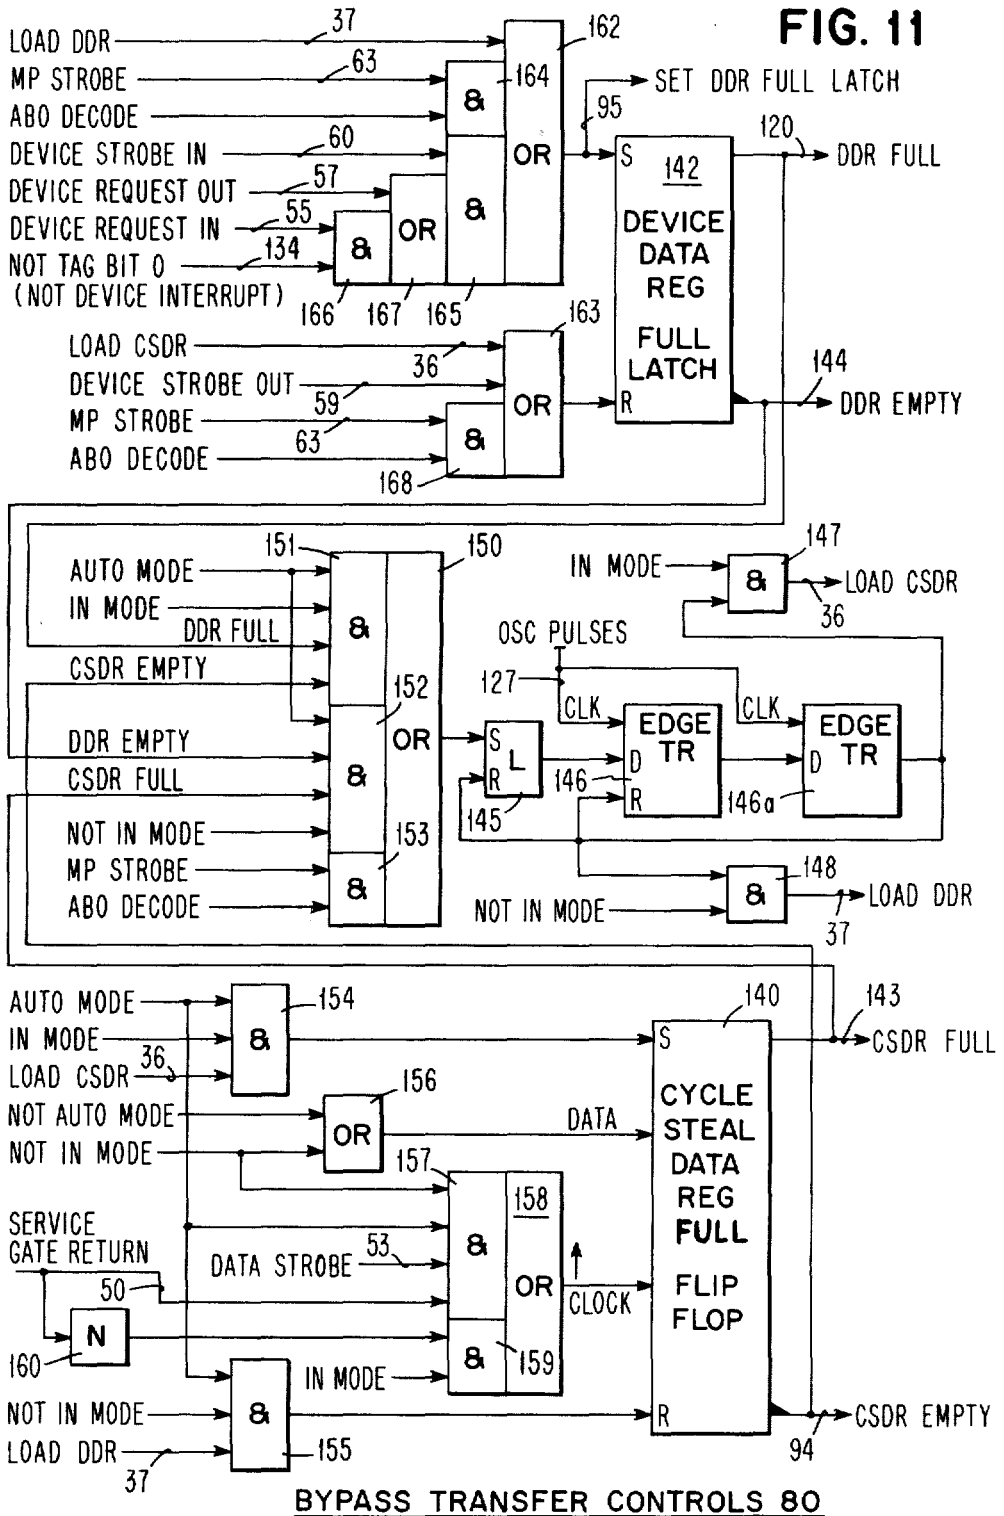 FIG. 11
LOAD DDR 37
MP STROBE 63
ABO DECODE
DEVICE STROBE IN 60
DEVICE REQUEST OUT 57
DEVICE REQUEST IN 55
NOT TAG BIT 0 134
(NOT DEVICE INTERRUPT)
& 166
OR 167
& 164
& 165
OR 162
95
SET DDR FULL LATCH
S 142
DEVICE
DATA
REG
FULL
LATCH
R
120 DDR FULL
144 DDR EMPTY
LOAD CSDR 36
DEVICE STROBE OUT 59
MP STROBE 63
ABO DECODE
& 168
OR 163
151 150
AUTO MODE
IN MODE
DDR FULL
CSDR EMPTY
&
152
DDR EMPTY
CSDR FULL
&
OR
NOT IN MODE
MP STROBE
ABO DECODE
153
&
IN MODE
& 147
LOAD CSDR
36
OSC PULSES
127
CLK
EDGE
TR
D
146
R
CLK
EDGE
TR
D
146a
S
L
R
145
& 148
NOT IN MODE
LOAD DDR
37
AUTO MODE
IN MODE
LOAD CSDR 36
& 154
NOT AUTO MODE
NOT IN MODE
OR 156
DATA
SERVICE
GATE RETURN
50
DATA STROBE 53
157
&
158
OR
CLOCK
N
160
& 159
IN MODE
NOT IN MODE
LOAD DDR
37
&
155
140
S
CYCLE
STEAL
DATA
REG
FULL
FLIP
FLOP
R
143
CSDR FULL
CSDR EMPTY
94
BYPASS TRANSFER CONTROLS 80